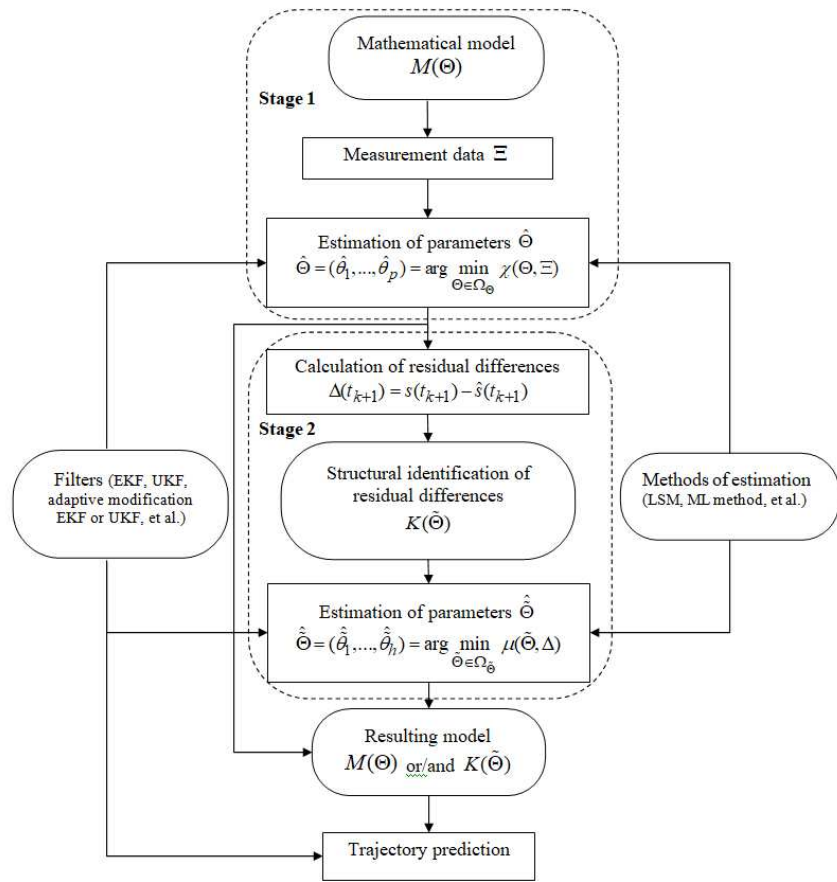 Mathematical model
M(Θ)
Stage 1
Measurement data Ξ
Estimation of parameters Θ̂
Θ̂ = (θ̂₁,...,θ̂ₚ) = arg min χ(Θ,Ξ)
Θ∈Ω_Θ
Calculation of residual differences
Δ(tₖ₊₁) = s(tₖ₊₁) − ŝ(tₖ₊₁)
Stage 2
Filters (EKF, UKF,
adaptive modification
EKF or UKF, et al.)
Structural identification of
residual differences
K(Θ̃)
Methods of estimation
(LSM, ML method, et al.)
Estimation of parameters Θ̃̂
Θ̃̂ = (θ̃̂₁,...,θ̃̂ₕ) = arg min μ(Θ̃,Δ)
Θ̃∈Ω_Θ̃
Resulting model
M(Θ) or/and K(Θ̃)
Trajectory prediction